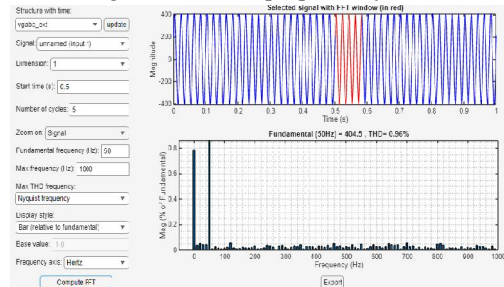 Structure with time:
update
Signal: unnamed (input 1)
Dimension: 1
Start time (s): 0.5
Number of cycles: 5
Zoom on: Signal
Fundamental frequency (Hz): 50
Max frequency (Hz): 1000
Max THD frequency:
Nyquist frequency
Display style:
Bar (relative to fundamental)
Base value: 1.0
Frequency axis: Hertz
Compute FFT
Selected signal with FFT window (in red)
400
200
0
-200
-400
Magnitude
0 0.1 0.2 0.3 0.4 0.5 0.6 0.7 0.8 0.9 1
Time (s)
Fundamental (50Hz) = 404.5 , THD= 0.96%
0.8
0.6
0.4
0.2
0
Mag (% of Fundamental)
0 100 200 300 400 500 600 700 800 900 1000
Frequency (Hz)
Export